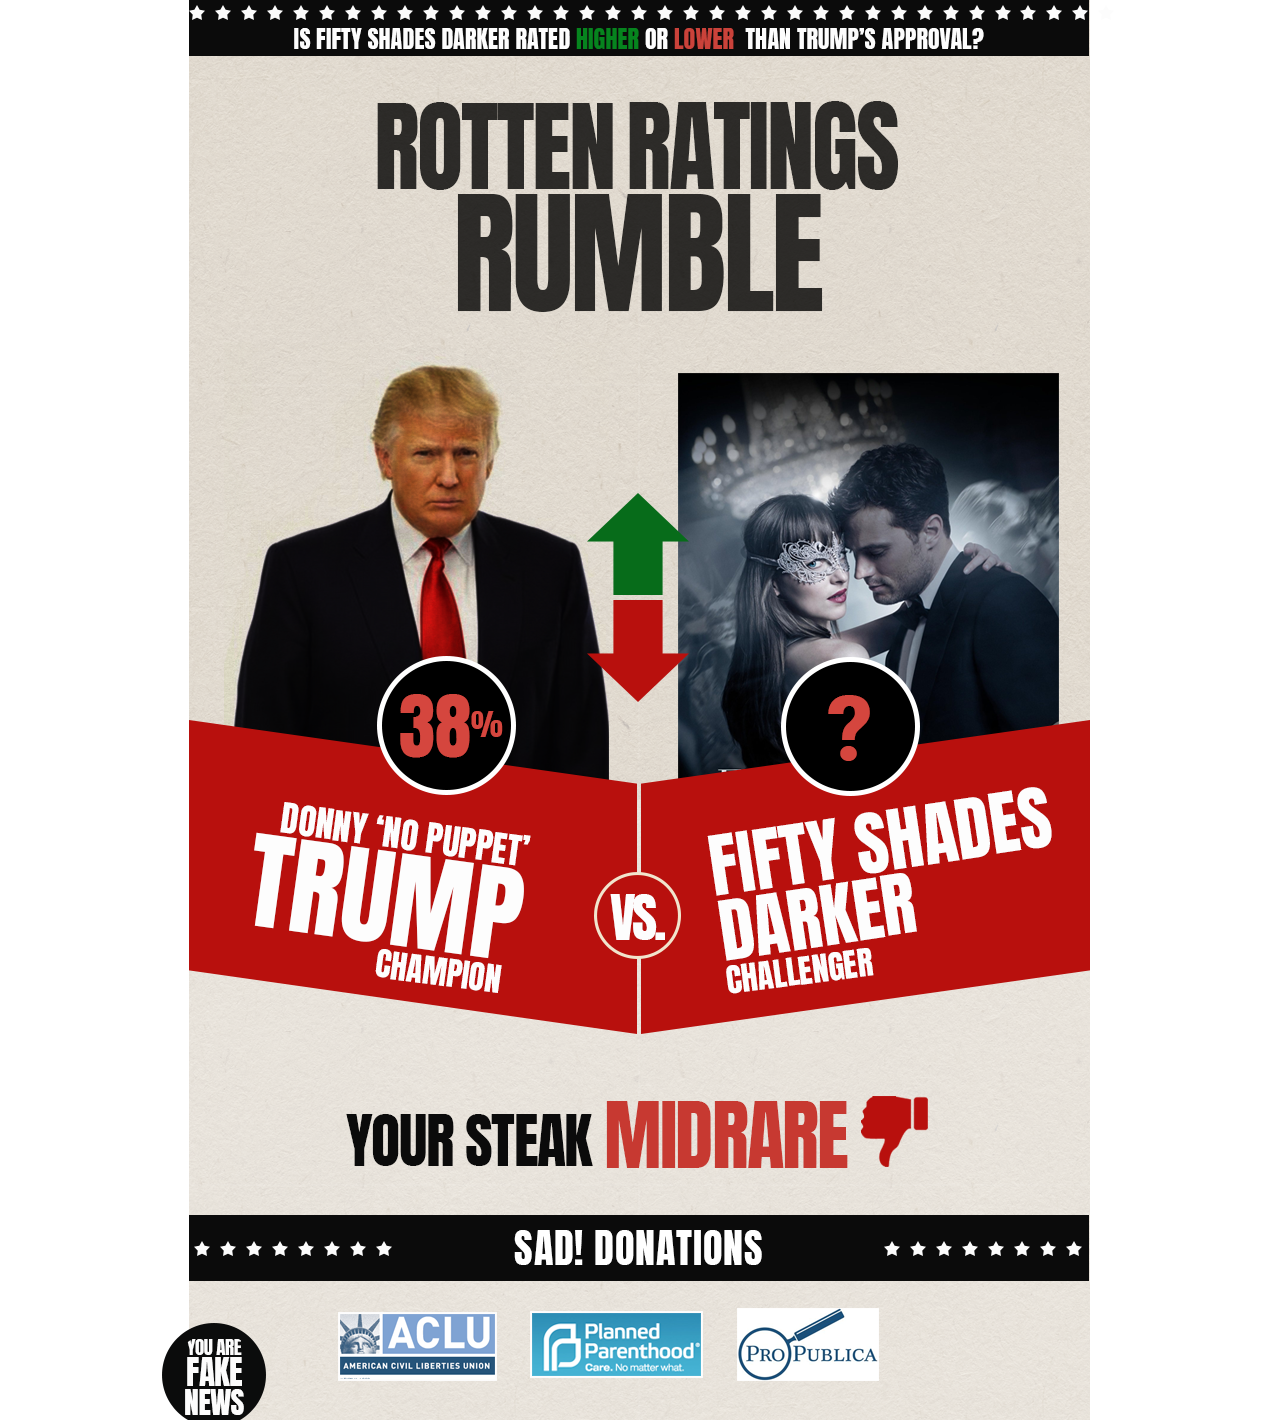 IS FIFTY SHADES DARKER RATED HIGHER OR LOWER THAN TRUMP'S APPROVAL?
ROTTEN RATINGS
RUMBLE
38%
?
DONNY ‘NO PUPPET’
TRUMP
CHAMPION
VS.
FIFTY SHADES
DARKER
CHALLENGER
YOUR STEAK MIDRARE
SAD! DONATIONS
ACLU
AMERICAN CIVIL LIBERTIES UNION
Planned
Parenthood®
Care. No matter what.
PROPUBLICA
YOU ARE
FAKE
NEWS